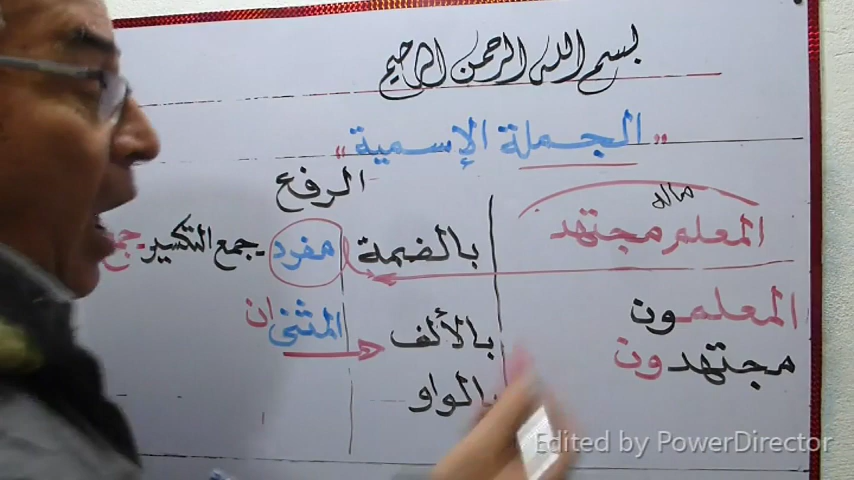 بسم الله الرحمن الرحيم
"الجملة الإسمية"
الرفع
المعلم مجتهد
بالضمة مفرد - جمع التكسير - جمع
المعلمون
مجتهدون
بالألف المثنى ان
بالواو
Edited by PowerDirector